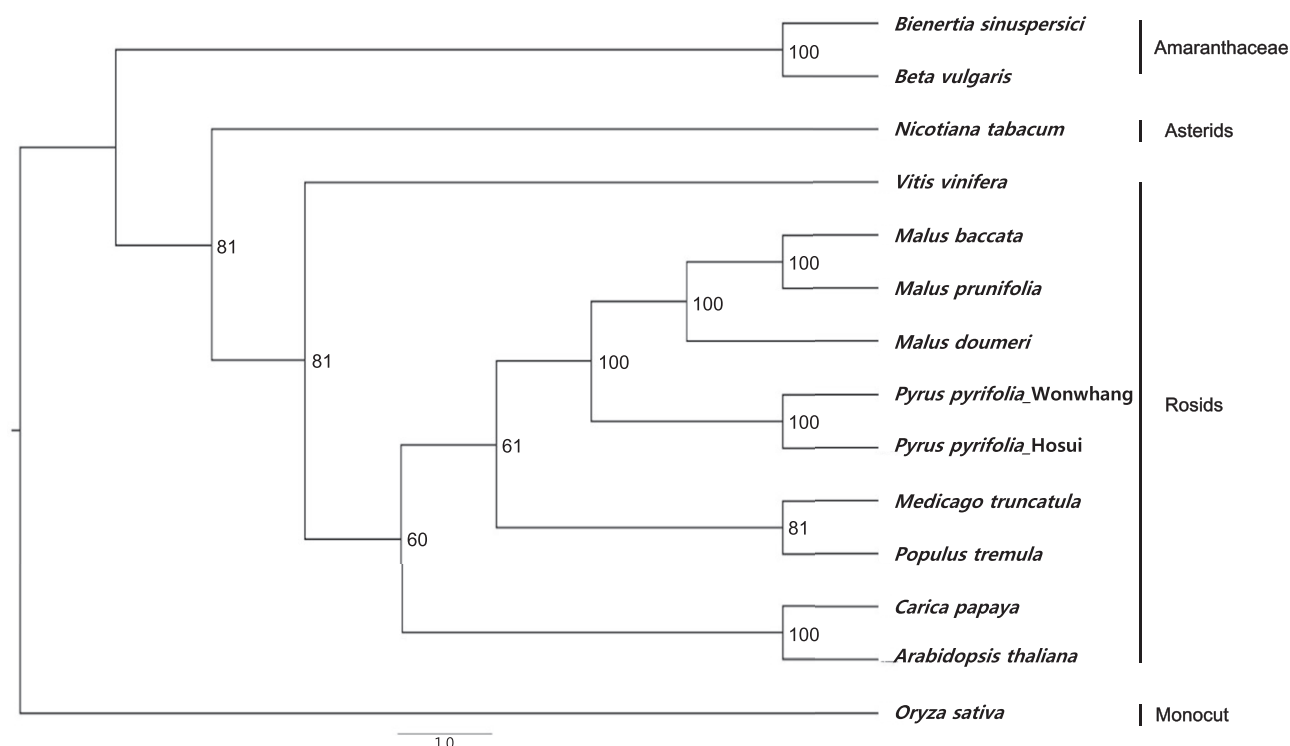 Bienertia sinuspersici
100
Amaranthaceae
Beta vulgaris
Nicotiana tabacum
Asterids
81
Vitis vinifera
Malus baccata
100
Malus prunifolia
100
Malus doumeri
81
100
Pyrus pyrifolia_Wonwhang
Rosids
100
Pyrus pyrifolia_Hosui
61
Medicago truncatula
81
60
Populus tremula
Carica papaya
100
Arabidopsis thaliana
Oryza sativa
Monocut
1.0